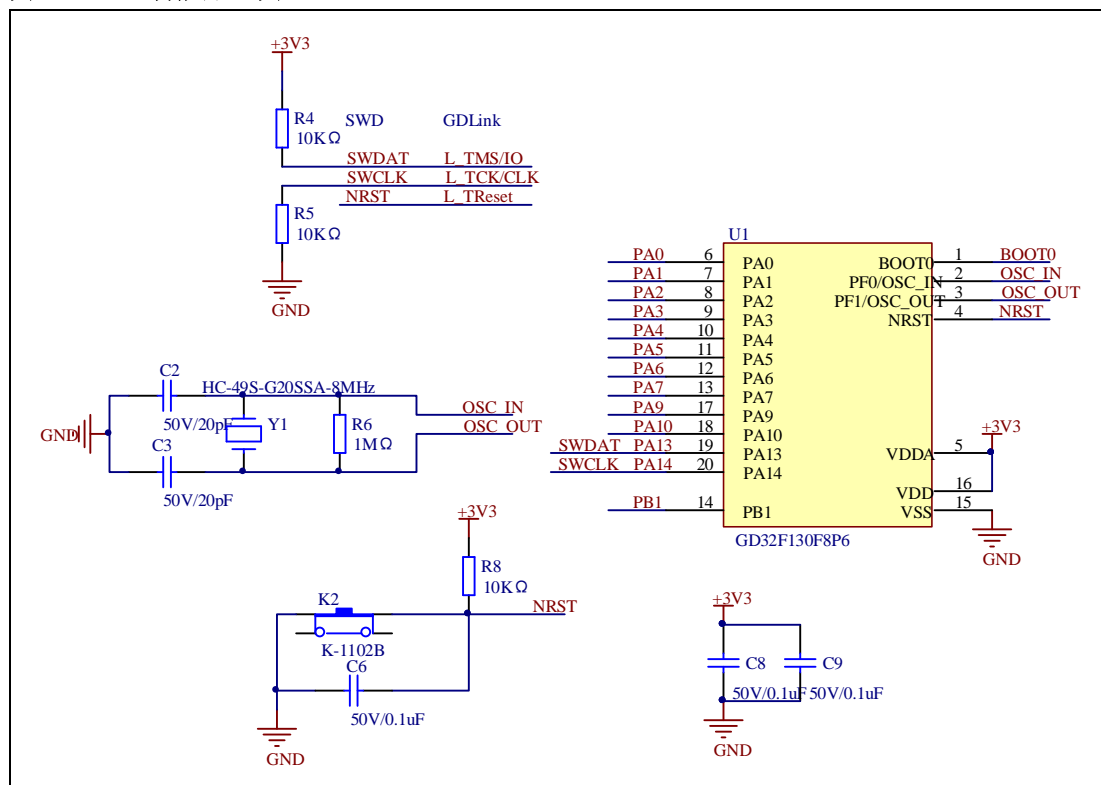 +3V3
R4
10KΩ
SWD GDLink
SWDAT L_TMS/IO
SWCLK L_TCK/CLK
NRST L_TReset
R5
10KΩ
GND
U1
PA0 6 PA0
PA1 7 PA1
PA2 8 PA2
PA3 9 PA3
PA4 10 PA4
PA5 11 PA5
PA6 12 PA6
PA7 13 PA7
PA9 17 PA9
PA10 18 PA10
SWDAT PA13 19 PA13
SWCLK PA14 20 PA14
PB1 14 PB1
BOOT0 1 BOOT0
PF0/OSC_IN 2 OSC_IN
PF1/OSC_OUT 3 OSC_OUT
NRST 4 NRST
+3V3
VDDA 5
VDD 16
VSS 15
GND
GD32F130F8P6
C2
50V/20pF
HC-49S-G20SSA-8MHz
Y1
GND
C3
50V/20pF
R6
1MΩ
OSC_IN
OSC_OUT
+3V3
R8
10KΩ
NRST
K2
K-1102B
C6
50V/0.1uF
GND
+3V3
C8
50V/0.1uF
C9
50V/0.1uF
GND